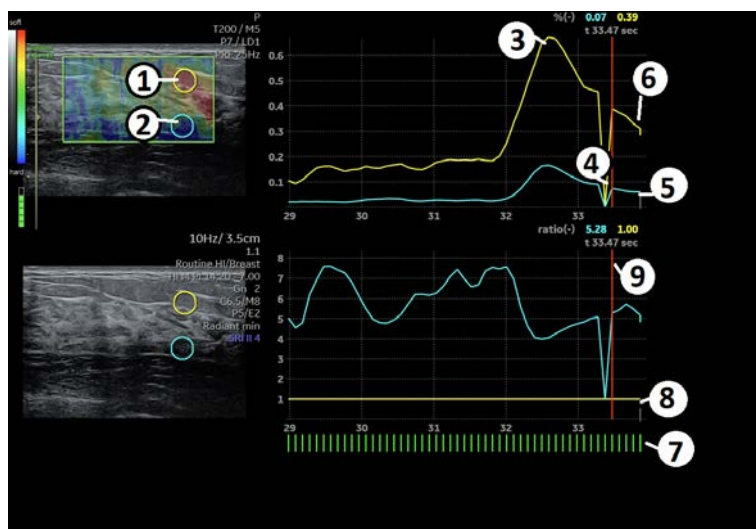 P
T200 / M5
P7 / LD1
soft
hard
1
2
%(-) 0.07 0.39
t 33.47 sec
3
0.6
0.5
0.4
0.3
0.2
0.1
4
6
5
29 30 31 32 33
10Hz/ 3.5cm
1.1
Routine HI/Breast
Gn 2
C6.5/M8
P5/EZ
Radiant min
SRI II 4
ratio(-) 5.28 1.00
t 33.47 sec
9
8
7
6
5
4
3
2
1
8
29 30 31 32 33
7